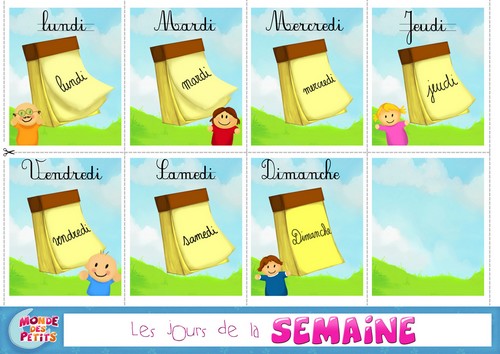 lundi
Mardi
Mercredi
Jeudi
lundi
mardi
mercredi
jeudi
Vendredi
Samedi
Dimanche
vendredi
samedi
Dimanche
MONDE
DES
PETITS
Les jours de la SEMAINE